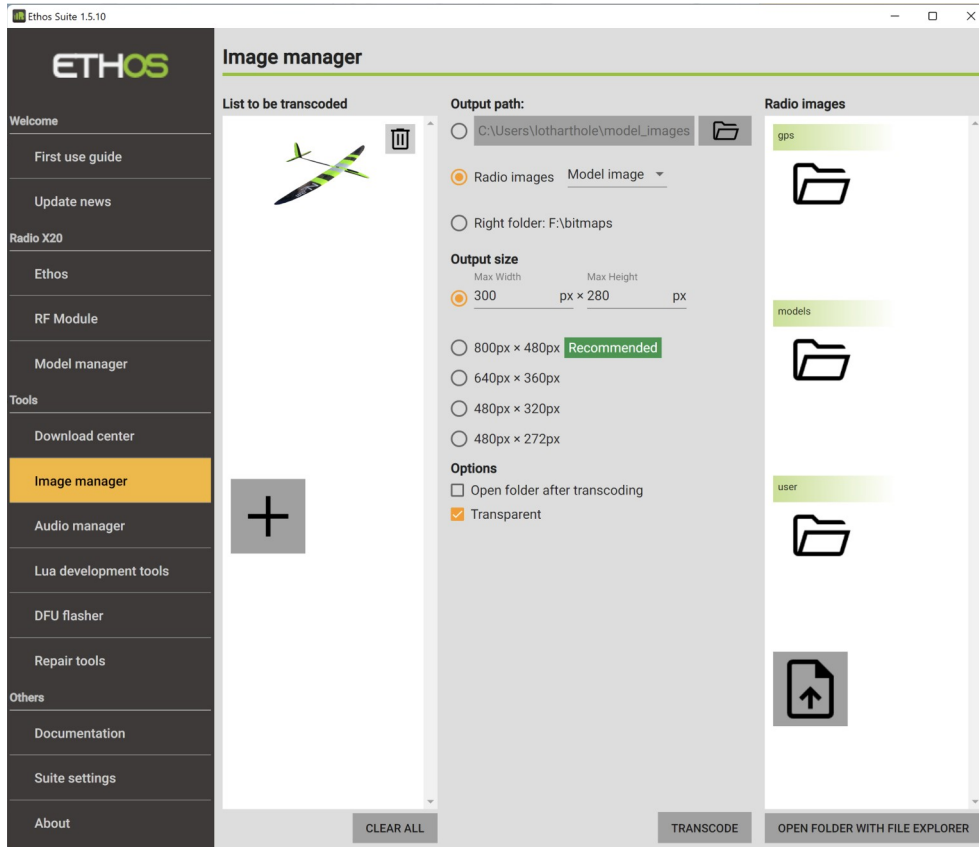 Ethos Suite 1.5.10
ETHOS
Welcome
First use guide
Update news
Radio X20
Ethos
RF Module
Model manager
Tools
Download center
Image manager
Audio manager
Lua development tools
DFU flasher
Repair tools
Others
Documentation
Suite settings
About
Image manager
List to be transcoded
CLEAR ALL
Output path:
C:\Users\lotharthole\model_images
Radio images Model image
Right folder: F:\bitmaps
Output size
Max Width Max Height
300 px × 280 px
800px × 480px Recommended
640px × 360px
480px × 320px
480px × 272px
Options
Open folder after transcoding
Transparent
TRANSCODE
Radio images
gps
models
user
OPEN FOLDER WITH FILE EXPLORER